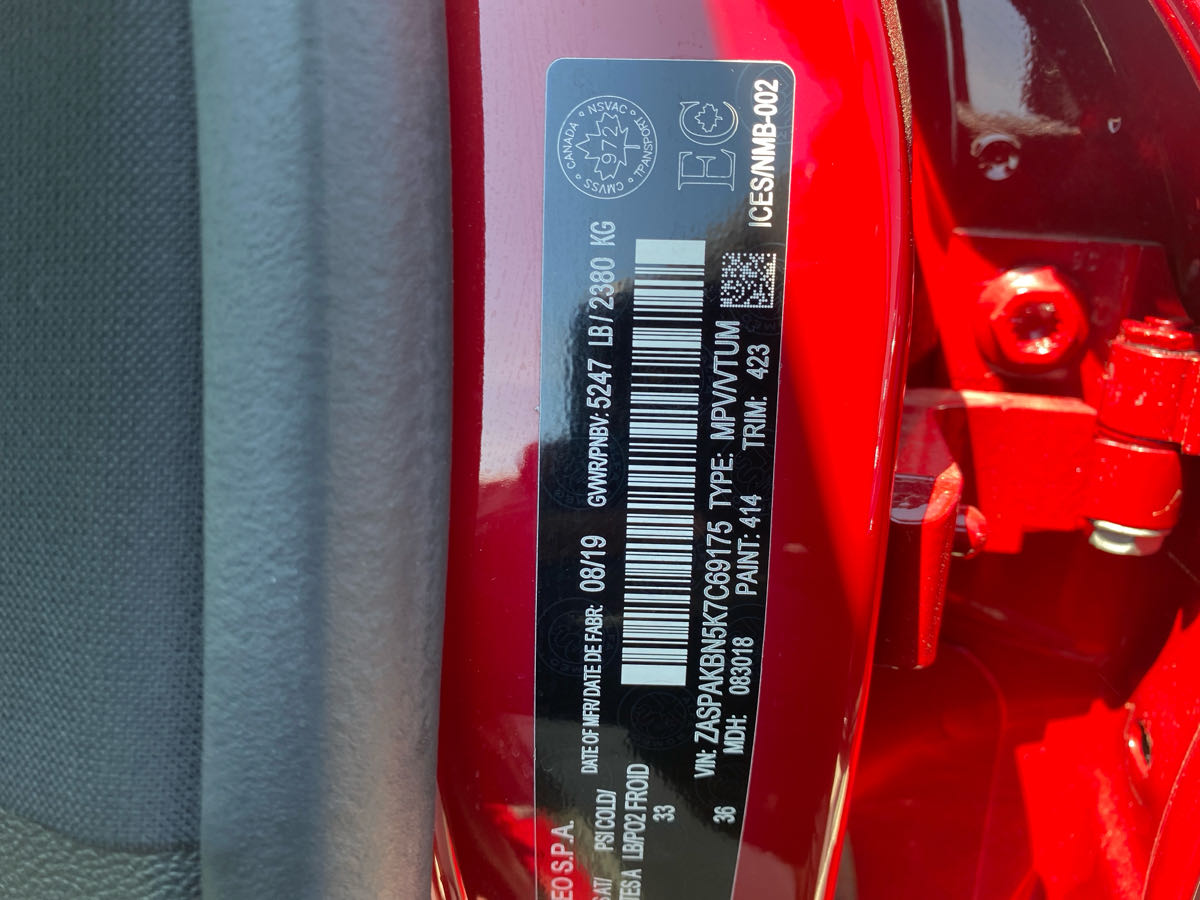 EO S.P.A.
DATE OF MFR/DATE DE FABR: 08/19 GVWR/PNBV: 5247 LB / 2380 KG
PSI COLD/
LB/PO2 FROID
33
36
VIN: ZASPAKBN5K7C69175 TYPE: MPV/VTUM
MDH: 083018 PAINT: 414 TRIM: 423
CANADA • NSVAC • TRANSPORT • CMVSS •
972
EC
ICES/NMB-002